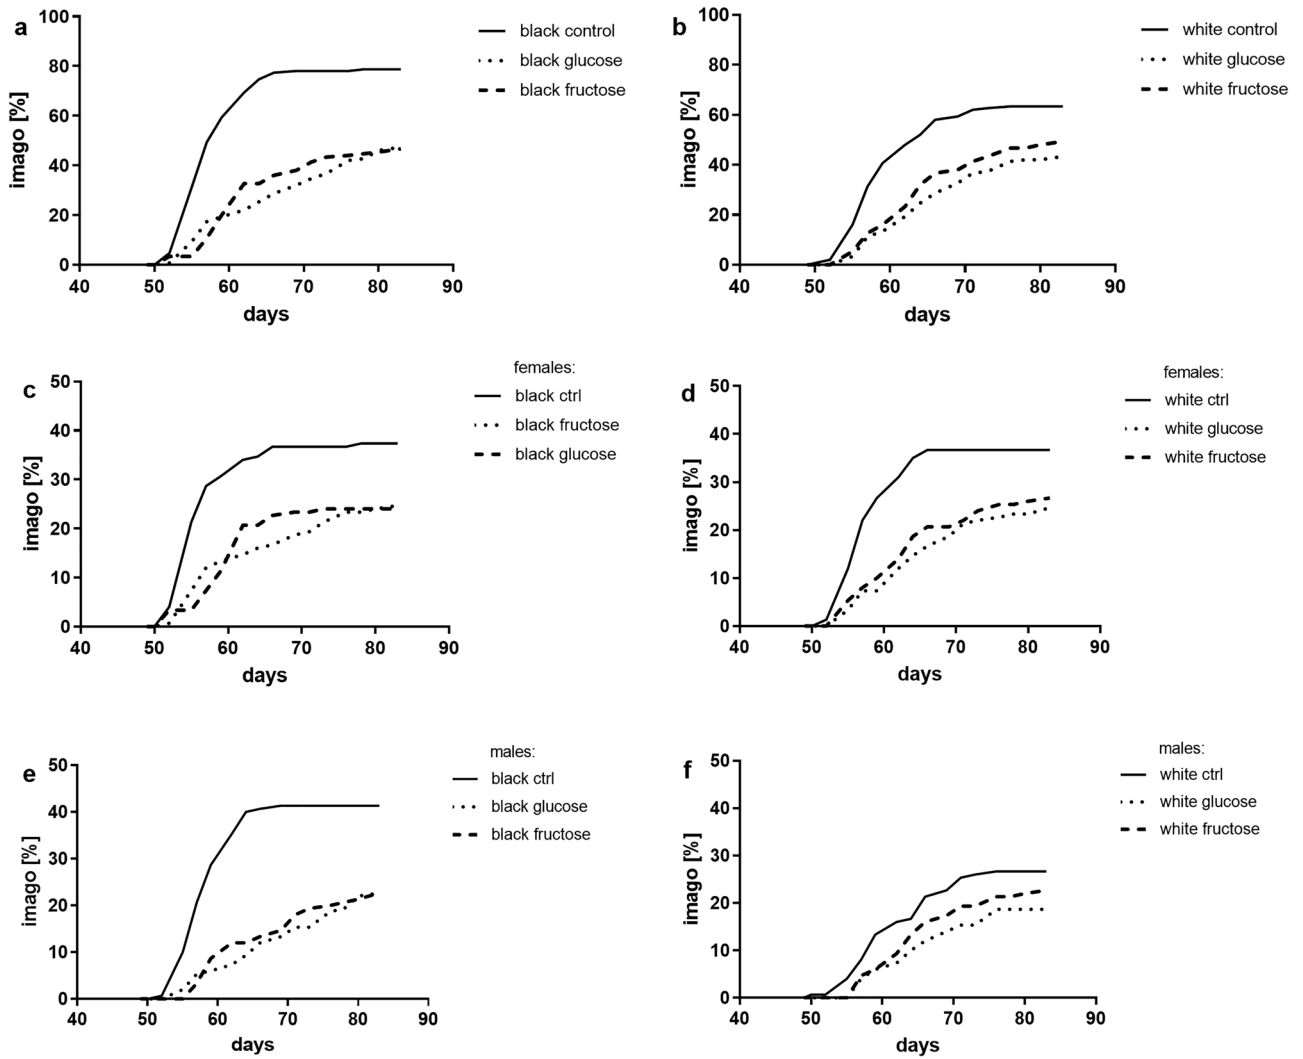 a
black control
black glucose
black fructose
imago [%]
100
80
60
40
20
0
40 50 60 70 80 90
days
b
white control
white glucose
white fructose
imago [%]
100
80
60
40
20
0
40 50 60 70 80 90
days
c
females:
black ctrl
black fructose
black glucose
imago [%]
50
40
30
20
10
0
40 50 60 70 80 90
days
d
females:
white ctrl
white glucose
white fructose
imago [%]
50
40
30
20
10
0
40 50 60 70 80 90
days
e
males:
black ctrl
black glucose
black fructose
imago [%]
50
40
30
20
10
0
40 50 60 70 80 90
days
f
males:
white ctrl
white glucose
white fructose
imago [%]
50
40
30
20
10
0
40 50 60 70 80 90
days